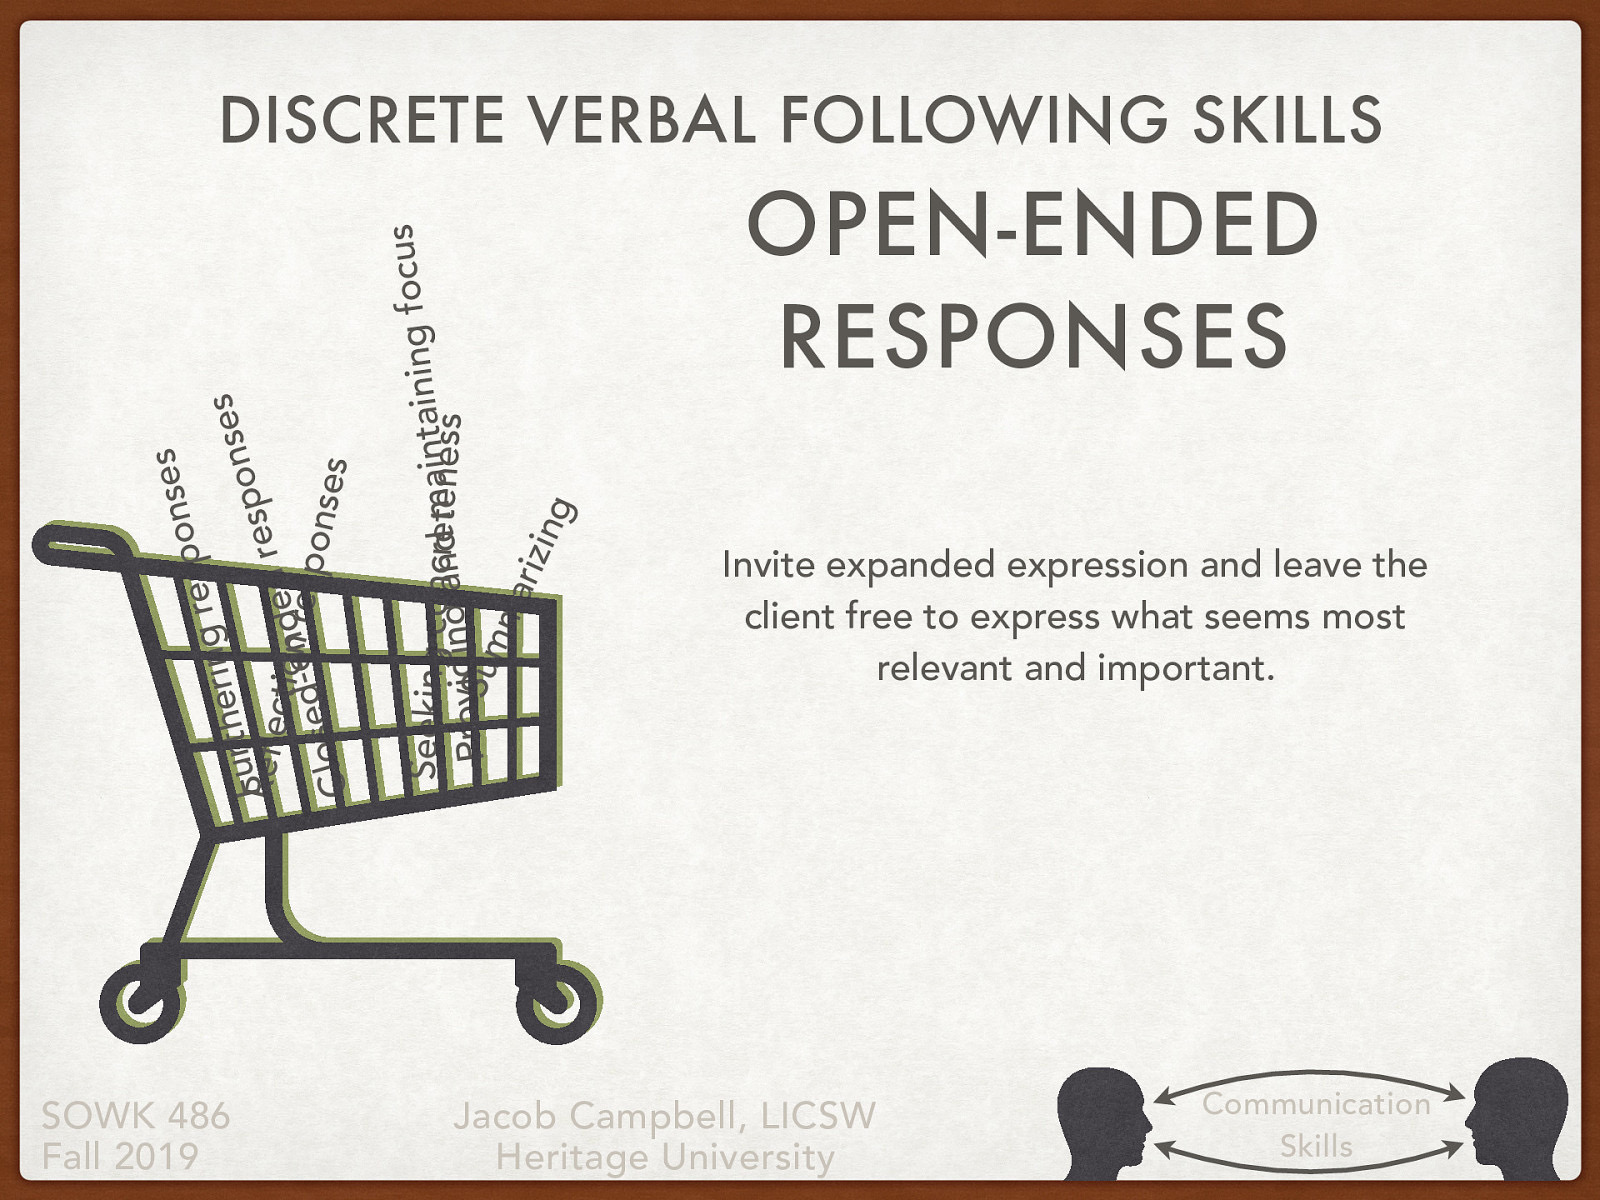 DISCRETE VERBAL FOLLOWING SKILLS
OPEN-ENDED
RESPONSES
Furthering responses
Reflective responses
Closed-ended responses
Seeking concreteness
Providing and maintaining focus
Summarizing
Invite expanded expression and leave the
client free to express what seems most
relevant and important.
SOWK 486
Fall 2019
Jacob Campbell, LICSW
Heritage University
Communication
Skills